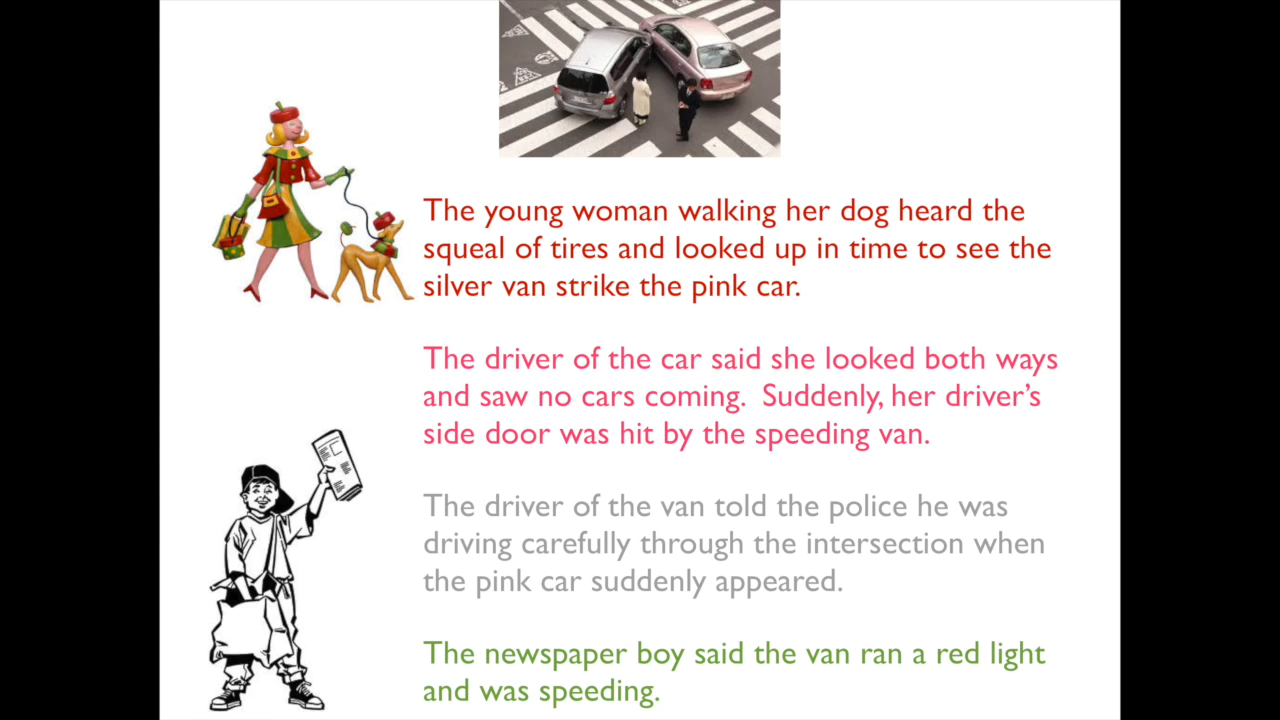 The young woman walking her dog heard the
squeal of tires and looked up in time to see the
silver van strike the pink car.
The driver of the car said she looked both ways
and saw no cars coming.  Suddenly, her driver’s
side door was hit by the speeding van.
The driver of the van told the police he was
driving carefully through the intersection when
the pink car suddenly appeared.
The newspaper boy said the van ran a red light
and was speeding.